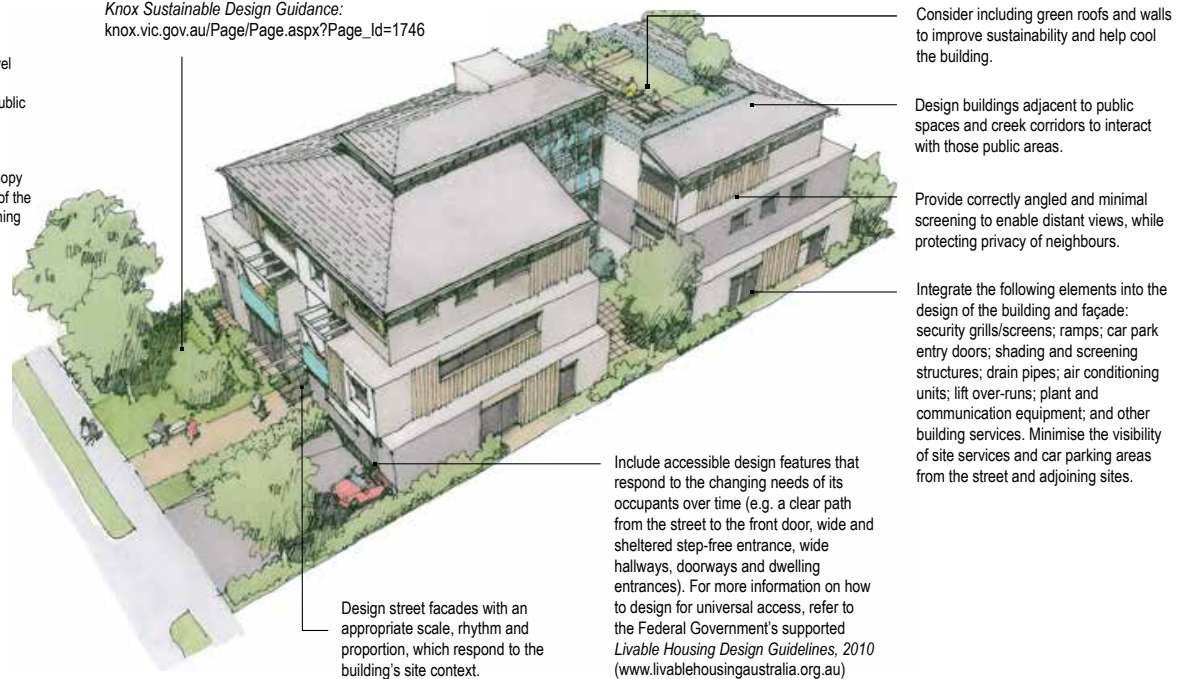 Knox Sustainable Design Guidance:
knox.vic.gov.au/Page/Page.aspx?Page_Id=1746
of the
Consider including green roofs and walls
to improve sustainability and help cool
the building.
Design buildings adjacent to public
spaces and creek corridors to interact
with those public areas.
Provide correctly angled and minimal
screening to enable distant views, while
protecting privacy of neighbours.
Integrate the following elements into the
design of the building and façade:
security grills/screens; ramps; car park
entry doors; shading and screening
structures; drain pipes; air conditioning
units; lift over-runs; plant and
communication equipment; and other
building services. Minimise the visibility
of site services and car parking areas
from the street and adjoining sites.
Include accessible design features that
respond to the changing needs of its
occupants over time (e.g. a clear path
from the street to the front door, wide and
sheltered step-free entrance, wide
hallways, doorways and dwelling
entrances). For more information on how
to design for universal access, refer to
the Federal Government's supported
Livable Housing Design Guidelines, 2010
(www.livablehousingaustralia.org.au)
Design street facades with an
appropriate scale, rhythm and
proportion, which respond to the
building's site context.